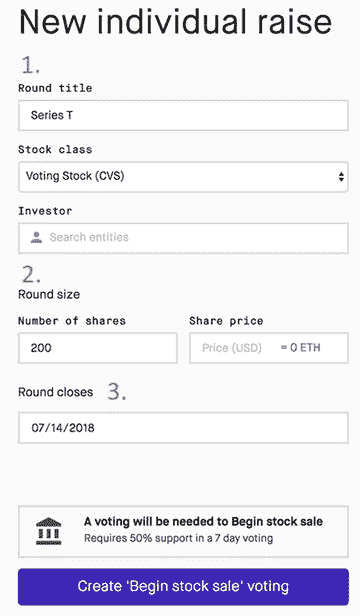 New individual raise
1.
Round title
Series T
Stock class
Voting Stock (CVS)
Investor
Search entities
2.
Round size
Number of shares
Share price
200
Price (USD)
= 0 ETH
Round closes
3.
07/14/2018
A voting will be needed to Begin stock sale
Requires 50% support in a 7 day voting
Create 'Begin stock sale' voting